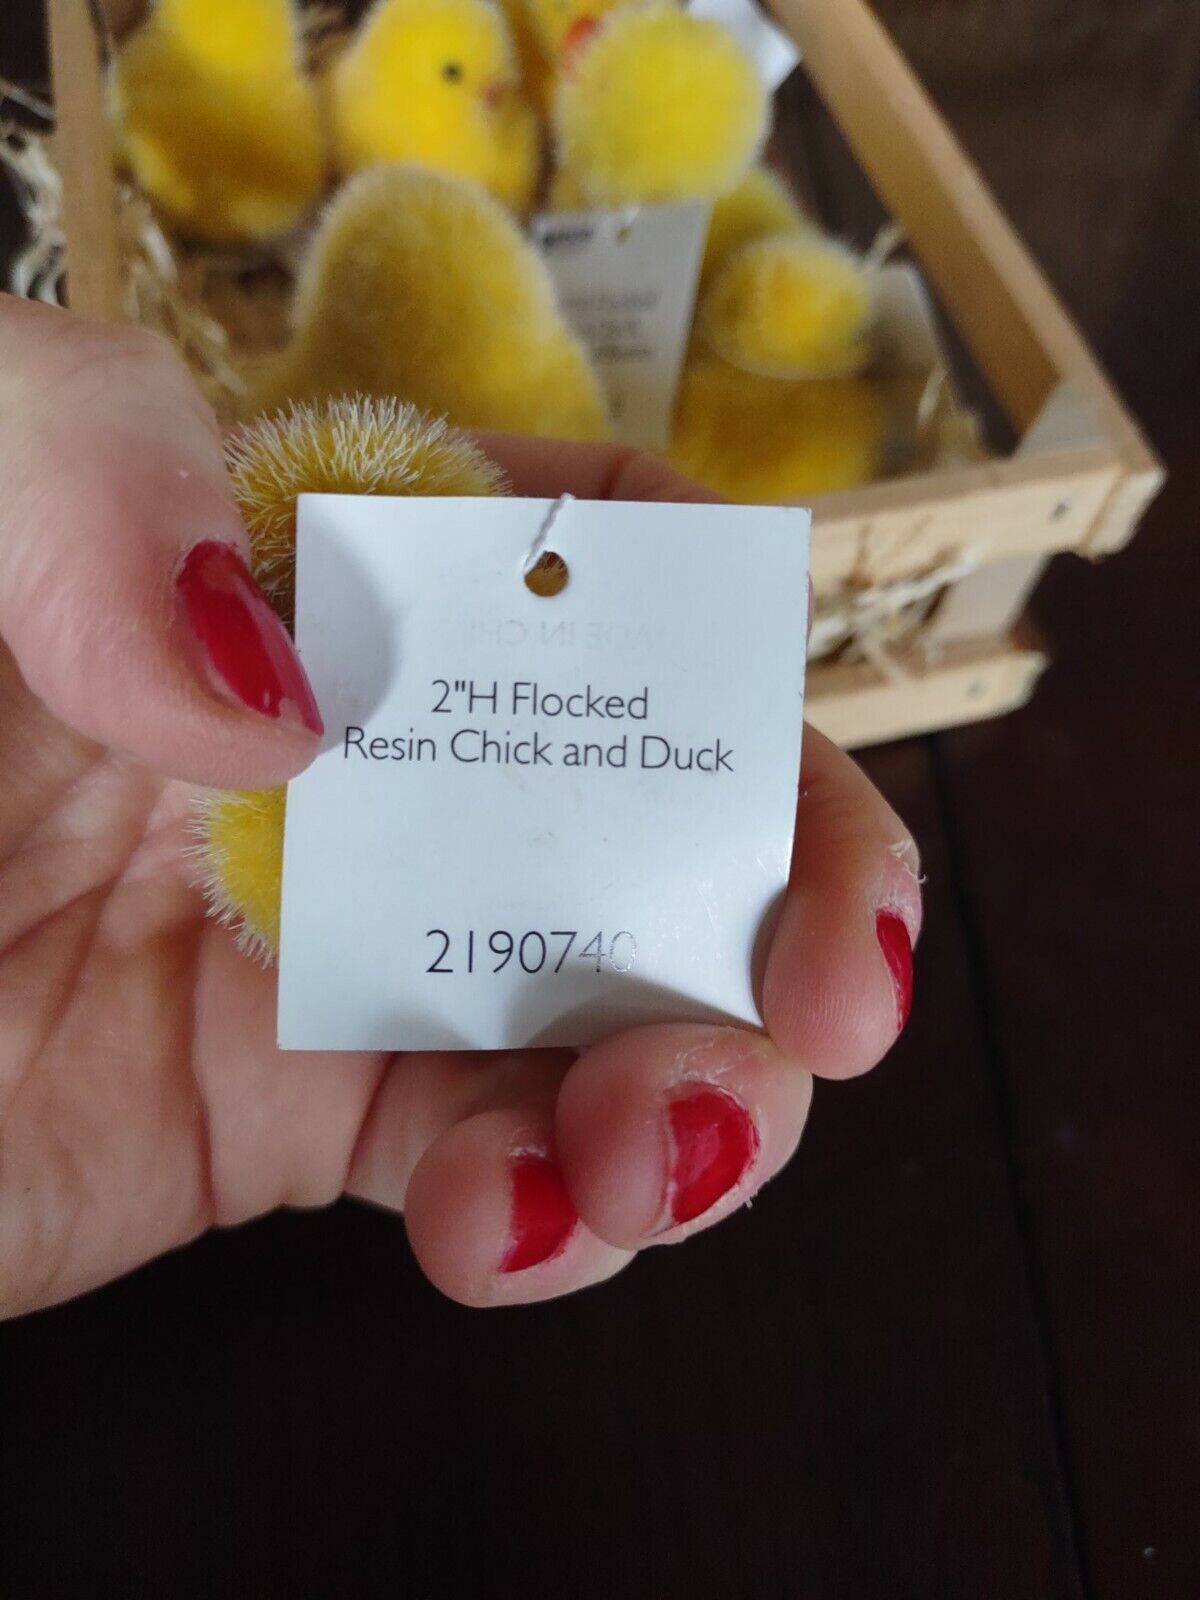 2"H Flocked
Resin Chick and Duck
2190740